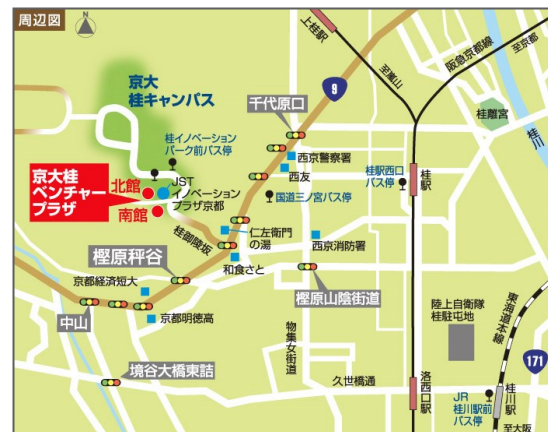 周辺図
N
上桂駅
至嵐山
阪急京都線
至京都
9
京大
桂キャンパス
千代原口
桂離宮
桂川
桂イノベーション
パーク前バス停
西京警察署
西友
桂駅西口
バス停
桂駅
京大桂
ベンチャー
プラザ
北館
南館
JST
イノベーション
プラザ京都
国道三ノ宮バス停
桂御陵坂
仁左衛門
の湯
西京消防署
樫原秤谷
和食さと
樫原山陰街道
京都経済短大
中山
京都明徳高
物集女街道
陸上自衛隊
桂駐屯地
東海道本線
171
境谷大橋東詰
久世橋通
洛西口駅
JR
桂川駅前
バス停
桂川駅
至大阪